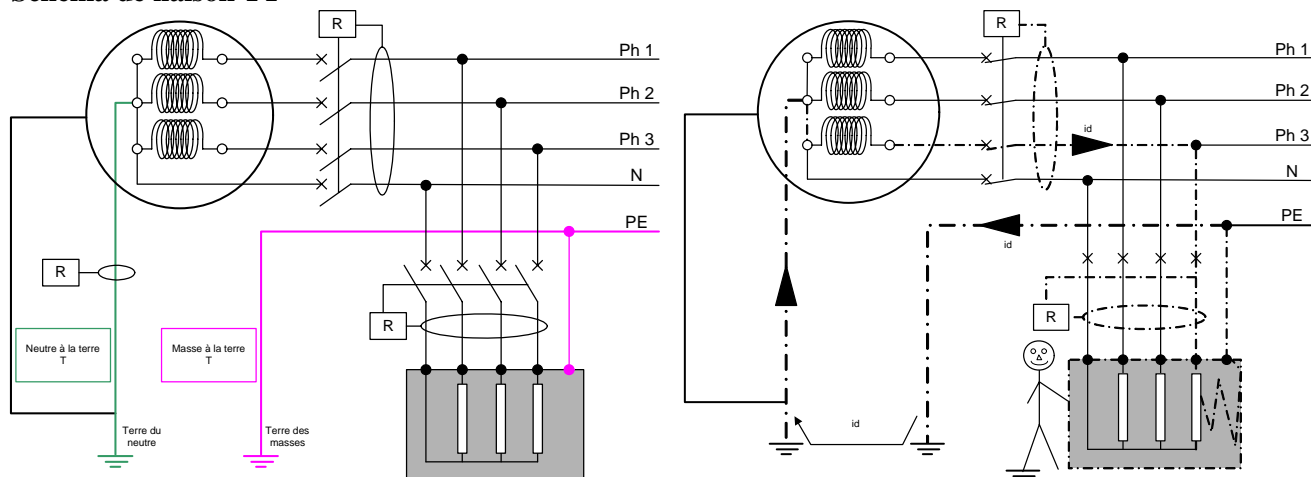 Schéma de liaison TT
R
Ph 1
Ph 2
Ph 3
N
PE
R
R
Neutre à la terre
T
Masse à la terre
T
Terre du
neutre
Terre des
masses
R
Ph 1
Ph 2
id
Ph 3
N
PE
id
R
id